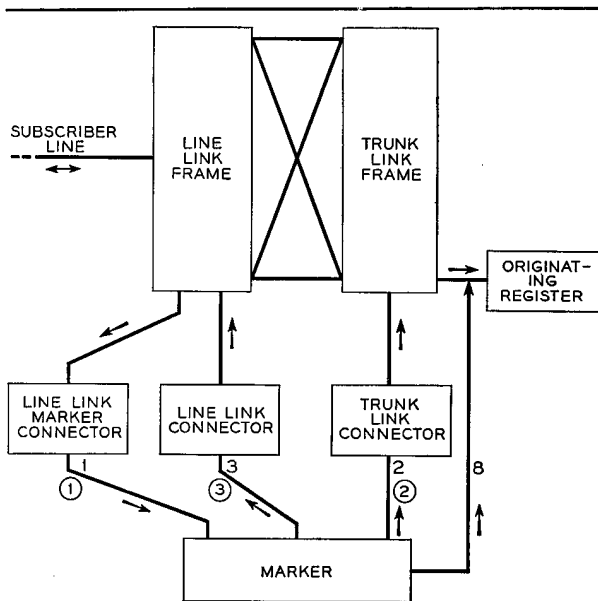 SUBSCRIBER
LINE
LINE
LINK
FRAME
TRUNK
LINK
FRAME
ORIGINAT-
ING
REGISTER
LINE LINK
MARKER
CONNECTOR
LINE LINK
CONNECTOR
TRUNK
LINK
CONNECTOR
1
①
3
③
2
②
8
MARKER